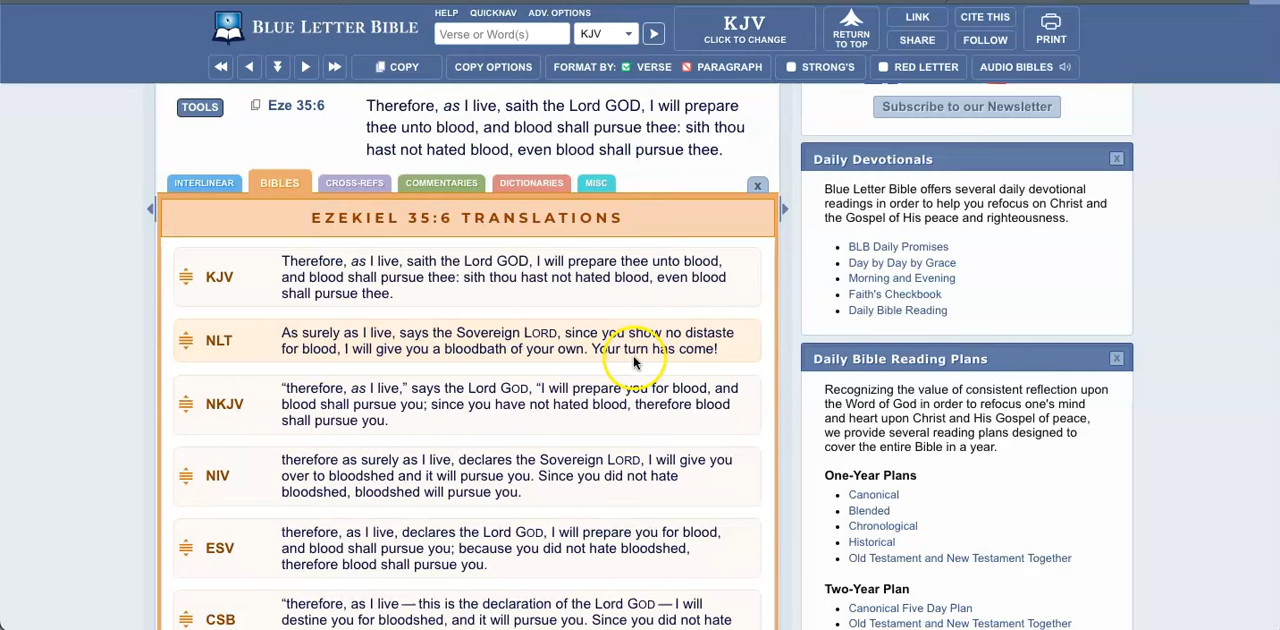 BLUE LETTER BIBLE
HELP QUICKNAV ADV. OPTIONS
Verse or Word(s) KJV
KJV
CLICK TO CHANGE
RETURN
TO TOP
LINK CITE THIS
SHARE FOLLOW
PRINT
COPY COPY OPTIONS FORMAT BY: VERSE PARAGRAPH STRONG'S RED LETTER AUDIO BIBLES
TOOLS Eze 35:6
Therefore, as I live, saith the Lord GOD, I will prepare
thee unto blood, and blood shall pursue thee: sith thou
hast not hated blood, even blood shall pursue thee.
INTERLINEAR BIBLES CROSS-REFS COMMENTARIES DICTIONARIES MISC X
EZEKIEL 35:6 TRANSLATIONS
KJV
Therefore, as I live, saith the Lord GOD, I will prepare thee unto blood,
and blood shall pursue thee: sith thou hast not hated blood, even blood
shall pursue thee.
NLT
As surely as I live, says the Sovereign LORD, since you show no distaste
for blood, I will give you a bloodbath of your own. Your turn has come!
NKJV
“therefore, as I live,” says the Lord GOD, “I will prepare you for blood, and
blood shall pursue you; since you have not hated blood, therefore blood
shall pursue you.
NIV
therefore as surely as I live, declares the Sovereign LORD, I will give you
over to bloodshed and it will pursue you. Since you did not hate
bloodshed, bloodshed will pursue you.
ESV
therefore, as I live, declares the Lord GOD, I will prepare you for blood,
and blood shall pursue you; because you did not hate bloodshed,
therefore blood shall pursue you.
CSB
“therefore, as I live — this is the declaration of the Lord GOD — I will
destine you for bloodshed, and it will pursue you. Since you did not hate
Subscribe to our Newsletter
Daily Devotionals x
Blue Letter Bible offers several daily devotional
readings in order to help you refocus on Christ and
the Gospel of His peace and righteousness.
BLB Daily Promises
Day by Day by Grace
Morning and Evening
Faith's Checkbook
Daily Bible Reading
Daily Bible Reading Plans x
Recognizing the value of consistent reflection upon
the Word of God in order to refocus one's mind
and heart upon Christ and His Gospel of peace,
we provide several reading plans designed to
cover the entire Bible in a year.
One-Year Plans
Canonical
Blended
Chronological
Historical
Old Testament and New Testament Together
Two-Year Plan
Canonical Five Day Plan
Old Testament and New Testament Together